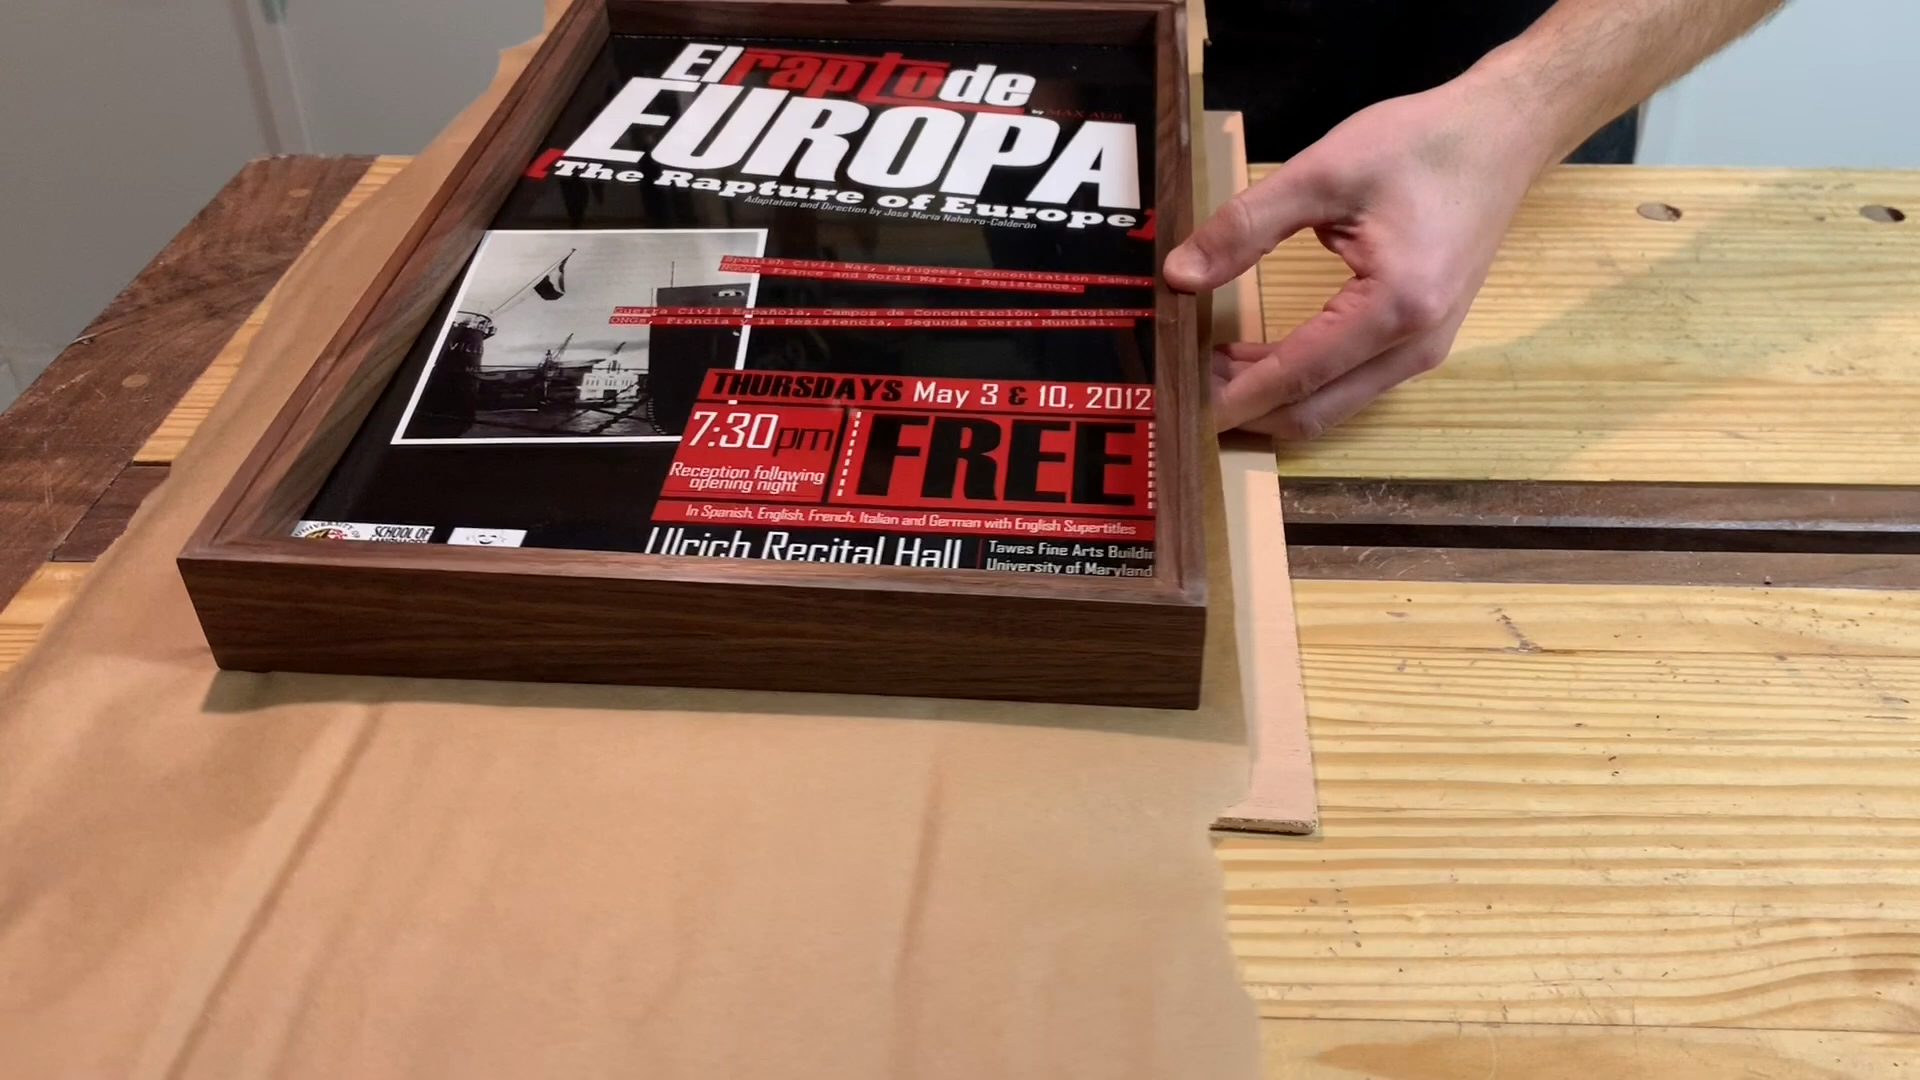 El rapto de
by MAX AUB
EUROPA
[The Rapture of Europe]
Adaptation and Direction by José María Naharro-Calderón
Spanish Civil War, Refugees, Concentration Camps,
NGOs, France and World War II Resistance.
Guerra Civil Española, Campos de Concentración, Refugiados,
ONGs, Francia y la Resistencia, Segunda Guerra Mundial.
VILLE
THURSDAYS May 3 & 10, 2012
7:30pm
FREE
Reception following
opening night
In Spanish, English, French, Italian and German with English Supertitles
SCHOOL OF
Ulrich Recital Hall
Tawes Fine Arts Buildin
University of Maryland